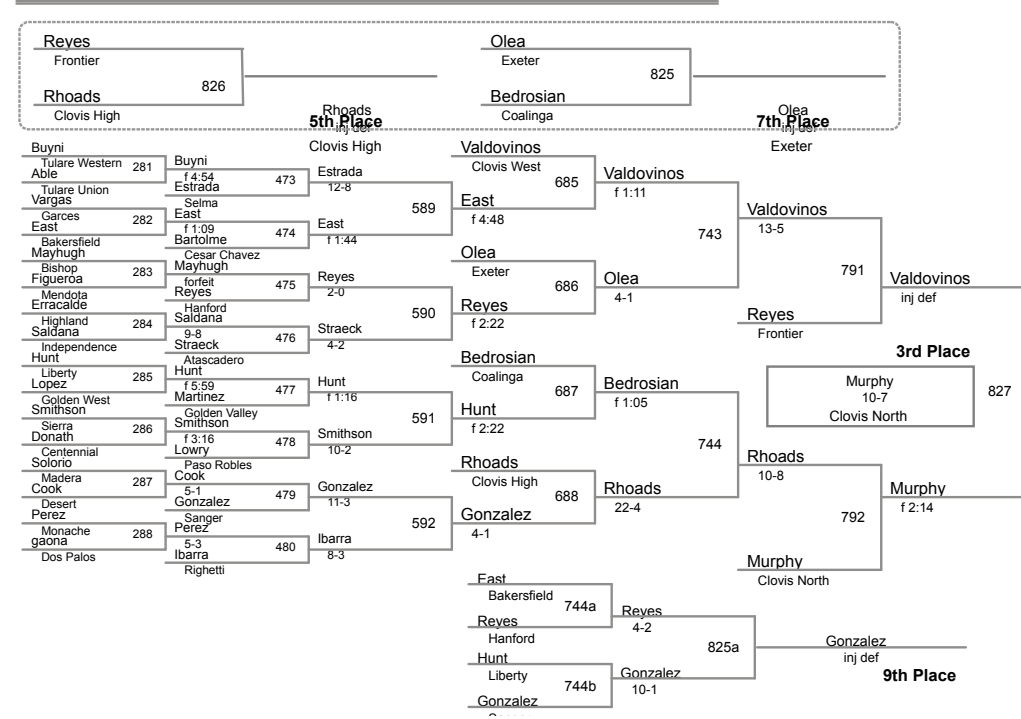 Reyes
Frontier
826
Rhoads
Clovis High
Rhoads
inj def
5th Place
Clovis High
Olea
Exeter
825
Bedrosian
Coalinga
Olea
inj def
7th Place
Exeter
Buyni
Tulare Western
281
Able
Tulare Union
Vargas
Garces
282
East
Bakersfield
Mayhugh
Bishop
283
Figueroa
Mendota
Erracalde
Highland
284
Saldana
Independence
Hunt
Liberty
285
Lopez
Golden West
Smithson
Sierra
286
Donath
Centennial
Solorio
Madera
287
Cook
Desert
Perez
Monache
288
gaona
Dos Palos
Buyni
f 4:54
473
Estrada
Selma
East
f 1:09
474
Bartolme
Cesar Chavez
Mayhugh
forfeit
475
Reyes
Hanford
Saldana
9-8
476
Straeck
Atascadero
Hunt
f 5:59
477
Martinez
Golden Valley
Smithson
f 3:16
478
Lowry
Paso Robles
Cook
5-1
479
Gonzalez
Sanger
Perez
5-3
480
Ibarra
Righetti
Estrada
12-8
589
East
f 1:44
Reyes
2-0
590
Straeck
4-2
Hunt
f 1:16
591
Smithson
10-2
Gonzalez
11-3
592
Ibarra
8-3
Valdovinos
Clovis West
685
East
f 4:48
Olea
Exeter
686
Reyes
f 2:22
Bedrosian
Coalinga
687
Hunt
f 2:22
Rhoads
Clovis High
688
Gonzalez
4-1
Valdovinos
f 1:11
743
Olea
4-1
Bedrosian
f 1:05
744
Rhoads
22-4
Valdovinos
13-5
791
Reyes
Frontier
Rhoads
10-8
792
Murphy
Clovis North
Valdovinos
inj def
3rd Place
Murphy
10-7
Clovis North
827
Murphy
f 2:14
East
Bakersfield
744a
Reyes
Hanford
Hunt
Liberty
744b
Gonzalez
Reyes
4-2
825a
Gonzalez
10-1
Gonzalez
inj def
9th Place